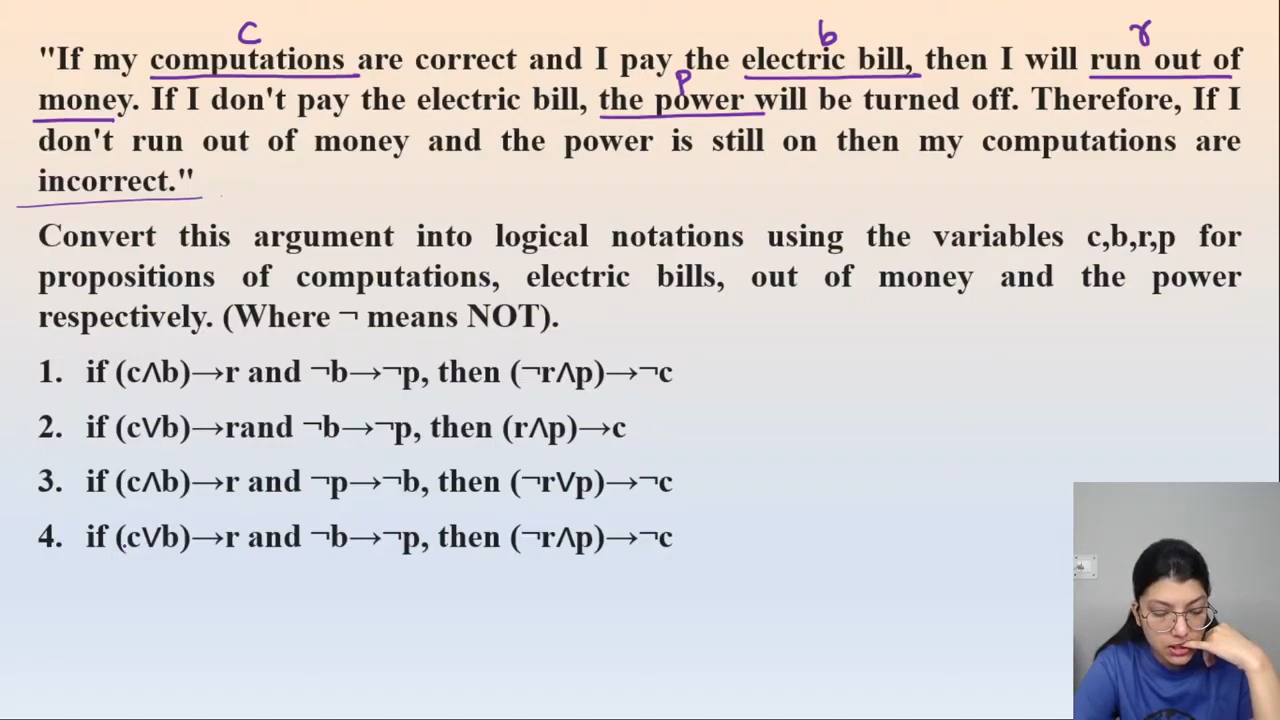 c b r
"If my computations are correct and I pay the electric bill, then I will run out of
p
money. If I don't pay the electric bill, the power will be turned off. Therefore, If I
don't run out of money and the power is still on then my computations are
incorrect."
Convert this argument into logical notations using the variables c,b,r,p for
propositions of computations, electric bills, out of money and the power
respectively. (Where ¬ means NOT).
1. if (c∧b)→r and ¬b→¬p, then (¬r∧p)→¬c
2. if (c∨b)→rand ¬b→¬p, then (r∧p)→c
3. if (c∧b)→r and ¬p→¬b, then (¬r∨p)→¬c
4. if (c∨b)→r and ¬b→¬p, then (¬r∧p)→¬c